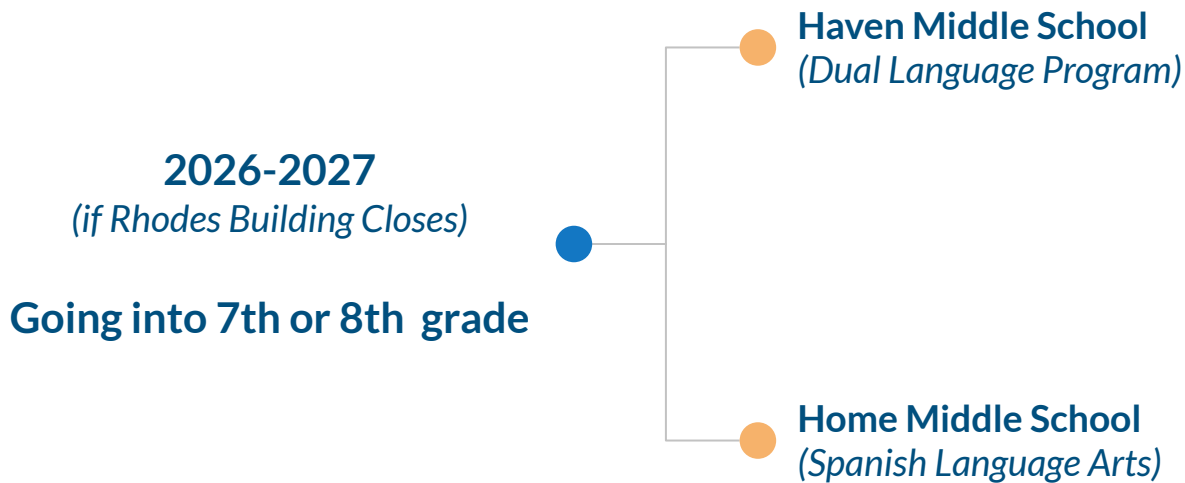 2026-2027
(if Rhodes Building Closes)
Going into 7th or 8th grade
Haven Middle School
(Dual Language Program)
Home Middle School
(Spanish Language Arts)